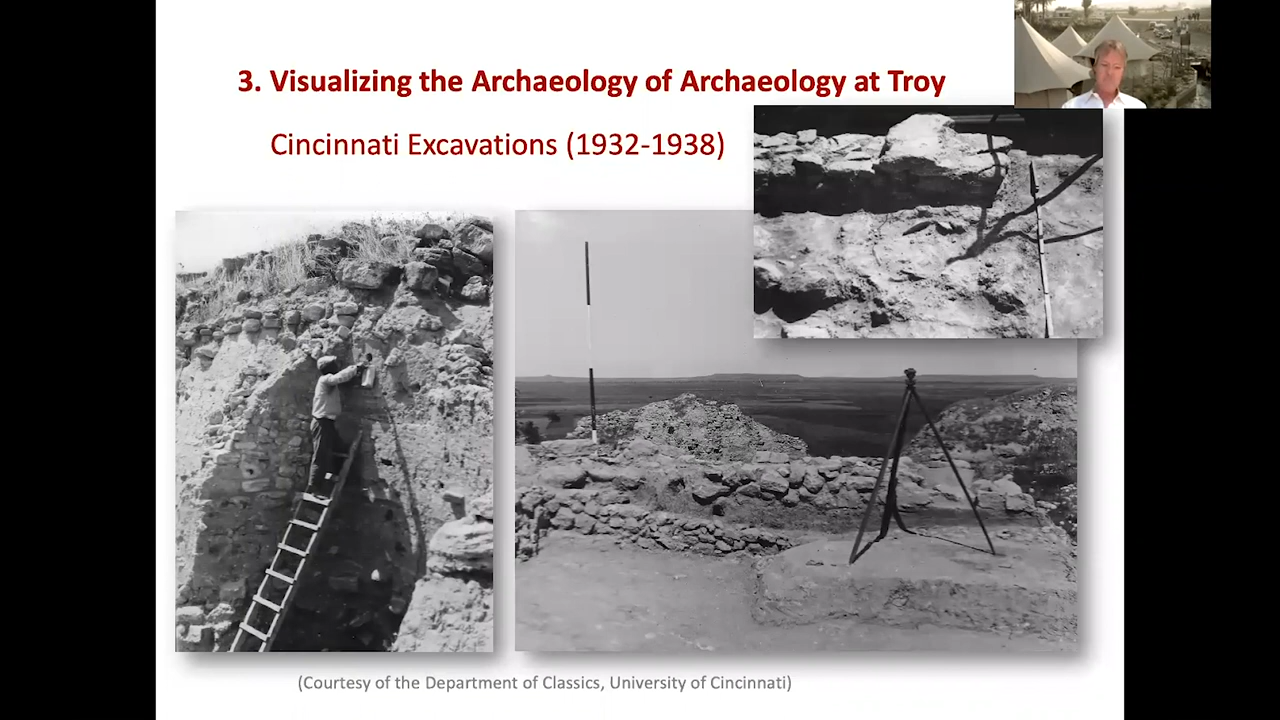 3. Visualizing the Archaeology of Archaeology at Troy
Cincinnati Excavations (1932-1938)
(Courtesy of the Department of Classics, University of Cincinnati)